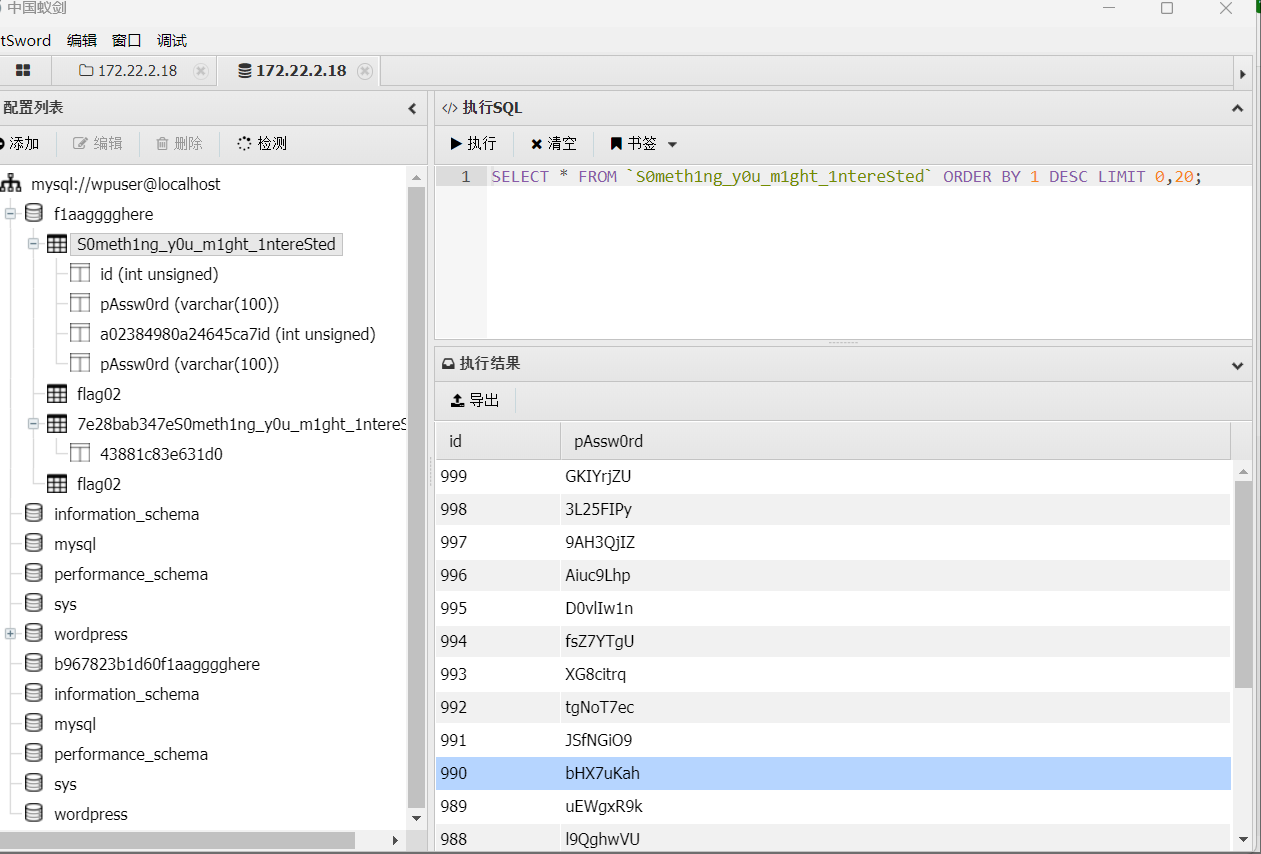 中国蚁剑
tSword 编辑 窗口 调试
172.22.2.18 172.22.2.18
配置列表
添加 编辑 删除 检测
mysql://wpuser@localhost
f1aagggghere
S0meth1ng_y0u_m1ght_1ntereSted
id (int unsigned)
pAssw0rd (varchar(100))
a02384980a24645ca7id (int unsigned)
pAssw0rd (varchar(100))
flag02
7e28bab347eS0meth1ng_y0u_m1ght_1ntereS
43881c83e631d0
flag02
information_schema
mysql
performance_schema
sys
wordpress
b967823b1d60f1aagggghere
information_schema
mysql
performance_schema
sys
wordpress
</> 执行SQL
执行 清空 书签
1 SELECT * FROM `S0meth1ng_y0u_m1ght_1ntereSted` ORDER BY 1 DESC LIMIT 0,20;
执行结果
导出
id pAssw0rd
999 GKIYrjZU
998 3L25FIPy
997 9AH3QjIZ
996 Aiuc9Lhp
995 D0vlIw1n
994 fsZ7YTgU
993 XG8citrq
992 tgNoT7ec
991 JSfNGiO9
990 bHX7uKah
989 uEWgxR9k
988 l9QghwVU